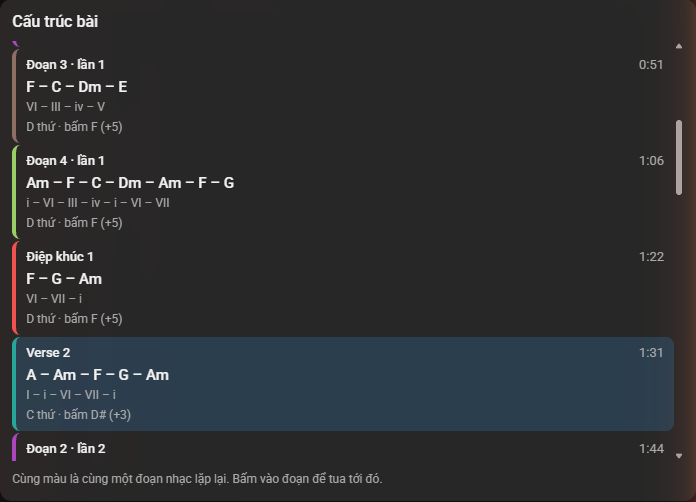 Cấu trúc bài
Đoạn 3 · lần 1
0:51
F – C – Dm – E
VI – III – iv – V
D thứ · bấm F (+5)
Đoạn 4 · lần 1
1:06
Am – F – C – Dm – Am – F – G
i – VI – III – iv – i – VI – VII
D thứ · bấm F (+5)
Điệp khúc 1
1:22
F – G – Am
VI – VII – i
D thứ · bấm F (+5)
Verse 2
1:31
A – Am – F – G – Am
I – i – VI – VII – i
C thứ · bấm D# (+3)
Đoạn 2 · lần 2
1:44
Cùng màu là cùng một đoạn nhạc lặp lại. Bấm vào đoạn để tua tới đó.